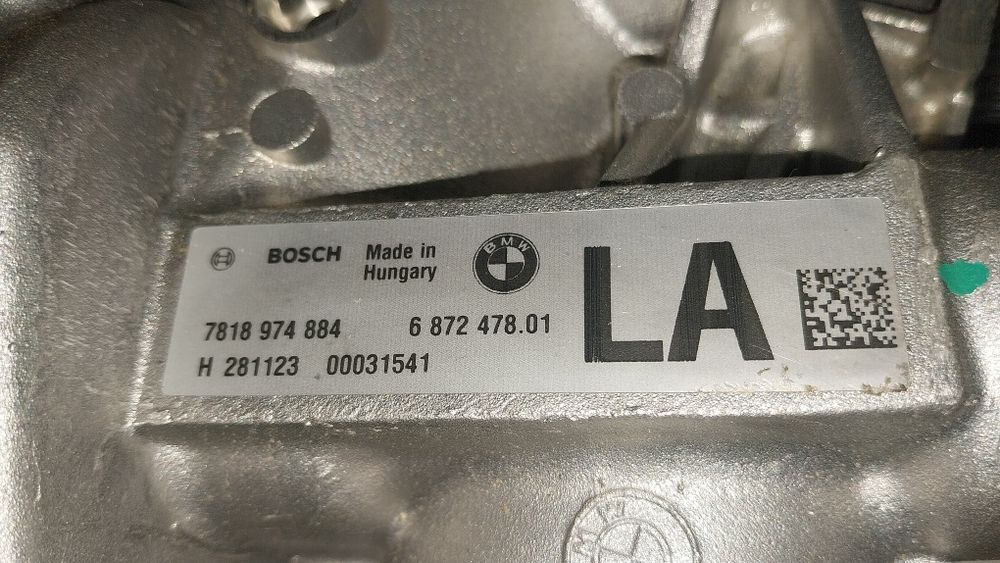 BOSCH
Made in
Hungary
BMW
LA
7818 974 884
6 872 478.01
H 281123 00031541